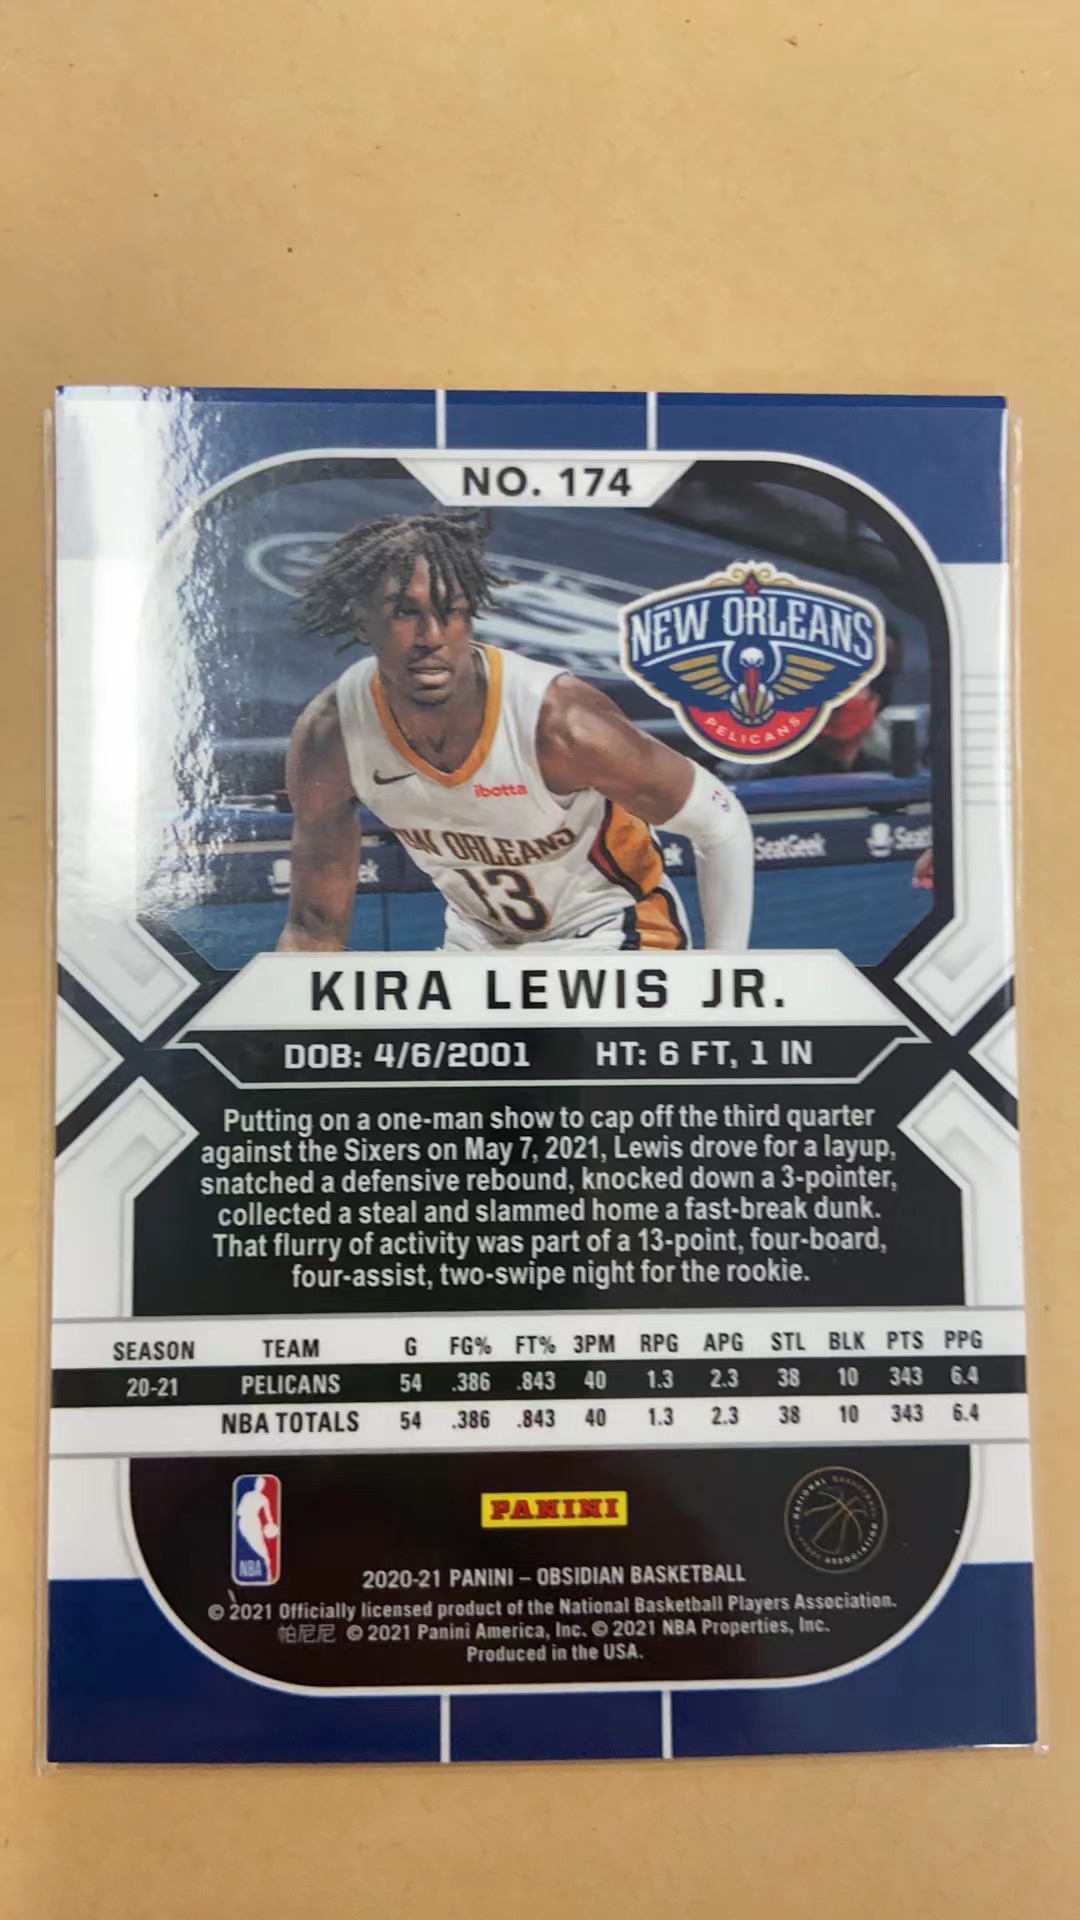 NO. 174
NEW ORLEANS
PELICANS
ibotta
NEW ORLEANS
13
SeatGeek
KIRA LEWIS JR.
DOB: 4/6/2001 HT: 6 FT, 1 IN
Putting on a one-man show to cap off the third quarter
against the Sixers on May 7, 2021, Lewis drove for a layup,
snatched a defensive rebound, knocked down a 3-pointer,
collected a steal and slammed home a fast-break dunk.
That flurry of activity was part of a 13-point, four-board,
four-assist, two-swipe night for the rookie.
SEASON TEAM G FG% FT% 3PM RPG APG STL BLK PTS PPG
20-21 PELICANS 54 .386 .843 40 1.3 2.3 38 10 343 6.4
NBA TOTALS 54 .386 .843 40 1.3 2.3 38 10 343 6.4
NBA
PANINI
NATIONAL BASKETBALL PLAYERS ASSOCIATION
2020-21 PANINI – OBSIDIAN BASKETBALL
© 2021 Officially licensed product of the National Basketball Players Association.
帕尼尼 © 2021 Panini America, Inc. © 2021 NBA Properties, Inc.
Produced in the USA.